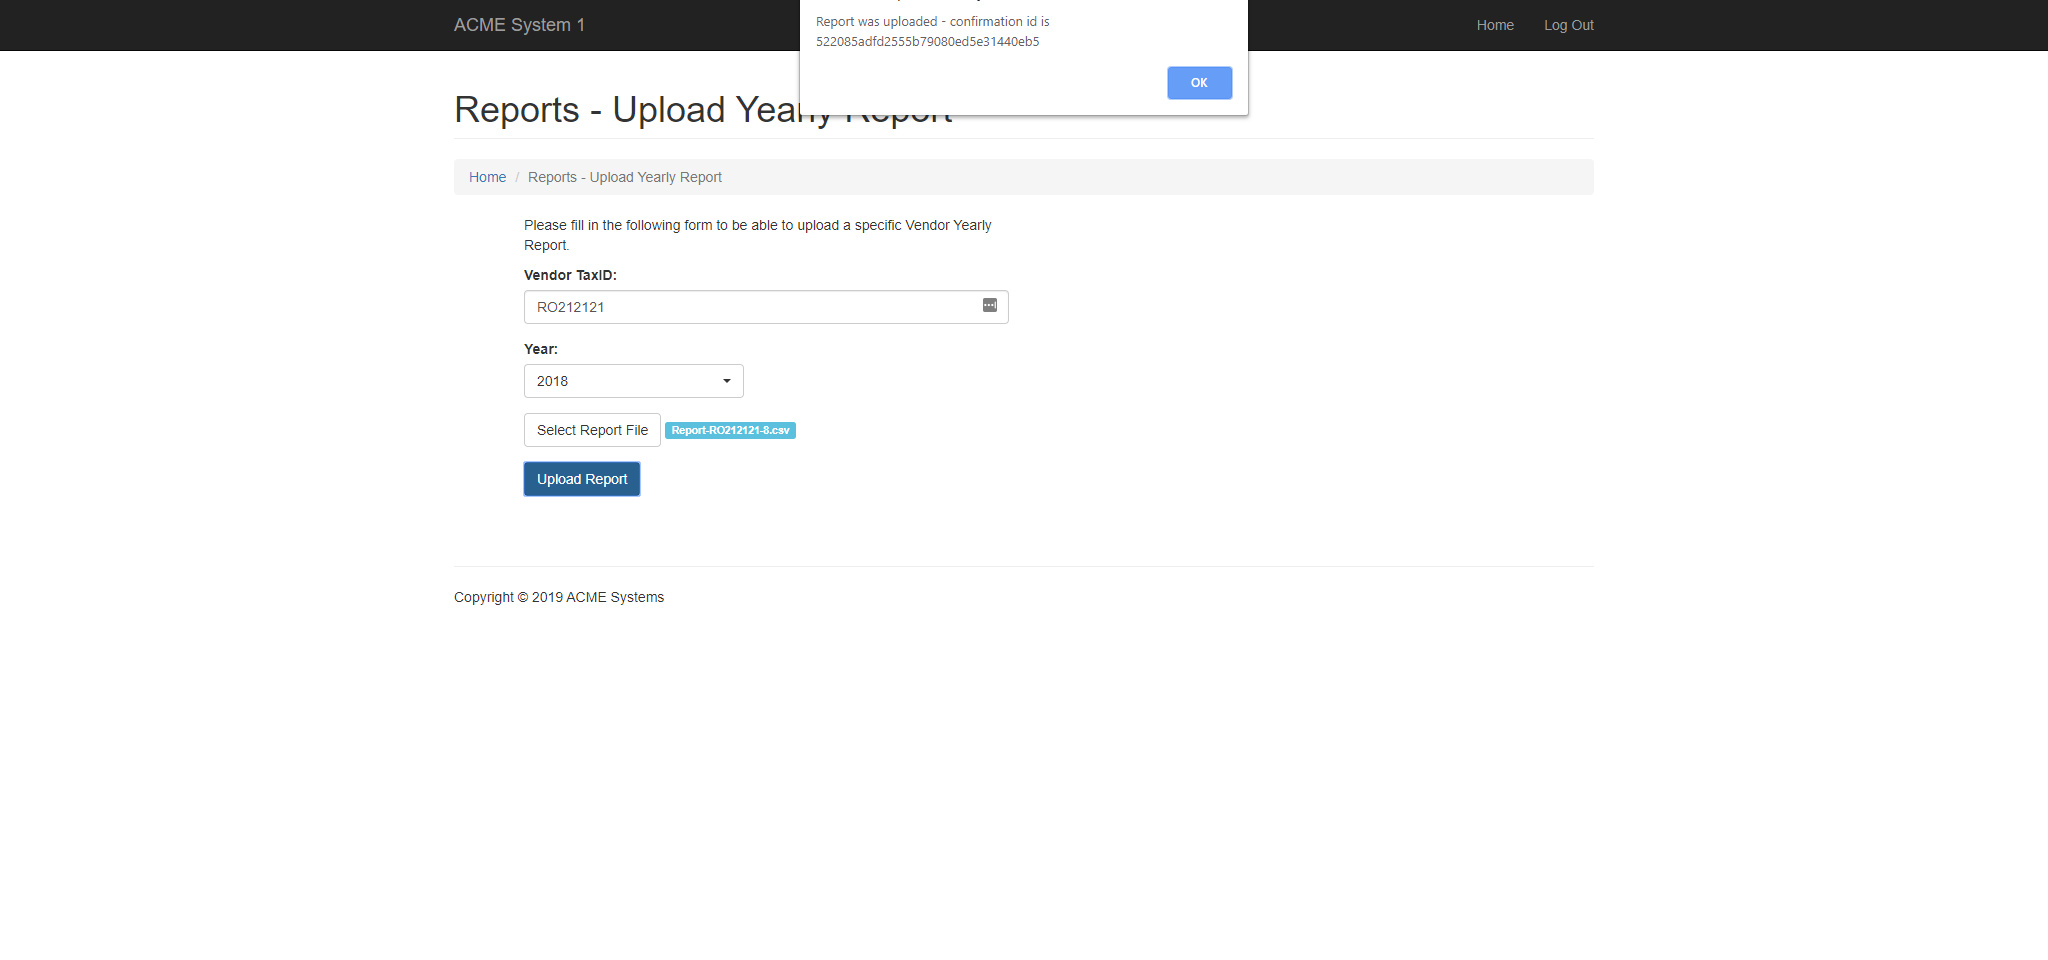 ACME System 1
Home
Log Out
Report was uploaded - confirmation id is
522085adfd2555b79080ed5e31440eb5
OK
Reports - Upload Yearly Report
Home / Reports - Upload Yearly Report
Please fill in the following form to be able to upload a specific Vendor Yearly
Report.
Vendor TaxID:
RO212121
Year:
2018
Select Report File
Report-RO212121-8.csv
Upload Report
Copyright © 2019 ACME Systems